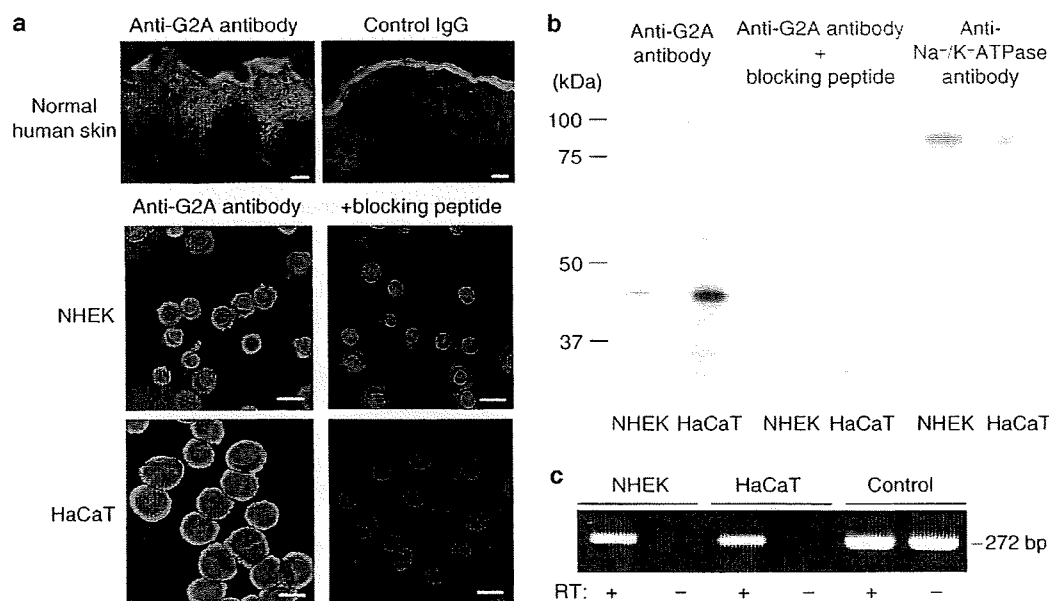 a
Anti-G2A antibody
Control IgG
Normal
human skin
Anti-G2A antibody
+blocking peptide
NHEK
HaCaT
b
Anti-G2A
antibody
Anti-G2A antibody
+
blocking peptide
Anti-
Na⁻/K⁻ATPase
antibody
(kDa)
100
75
50
37
NHEK HaCaT
NHEK HaCaT
NHEK HaCaT
c
NHEK
HaCaT
Control
272 bp
RT: + − + − + −